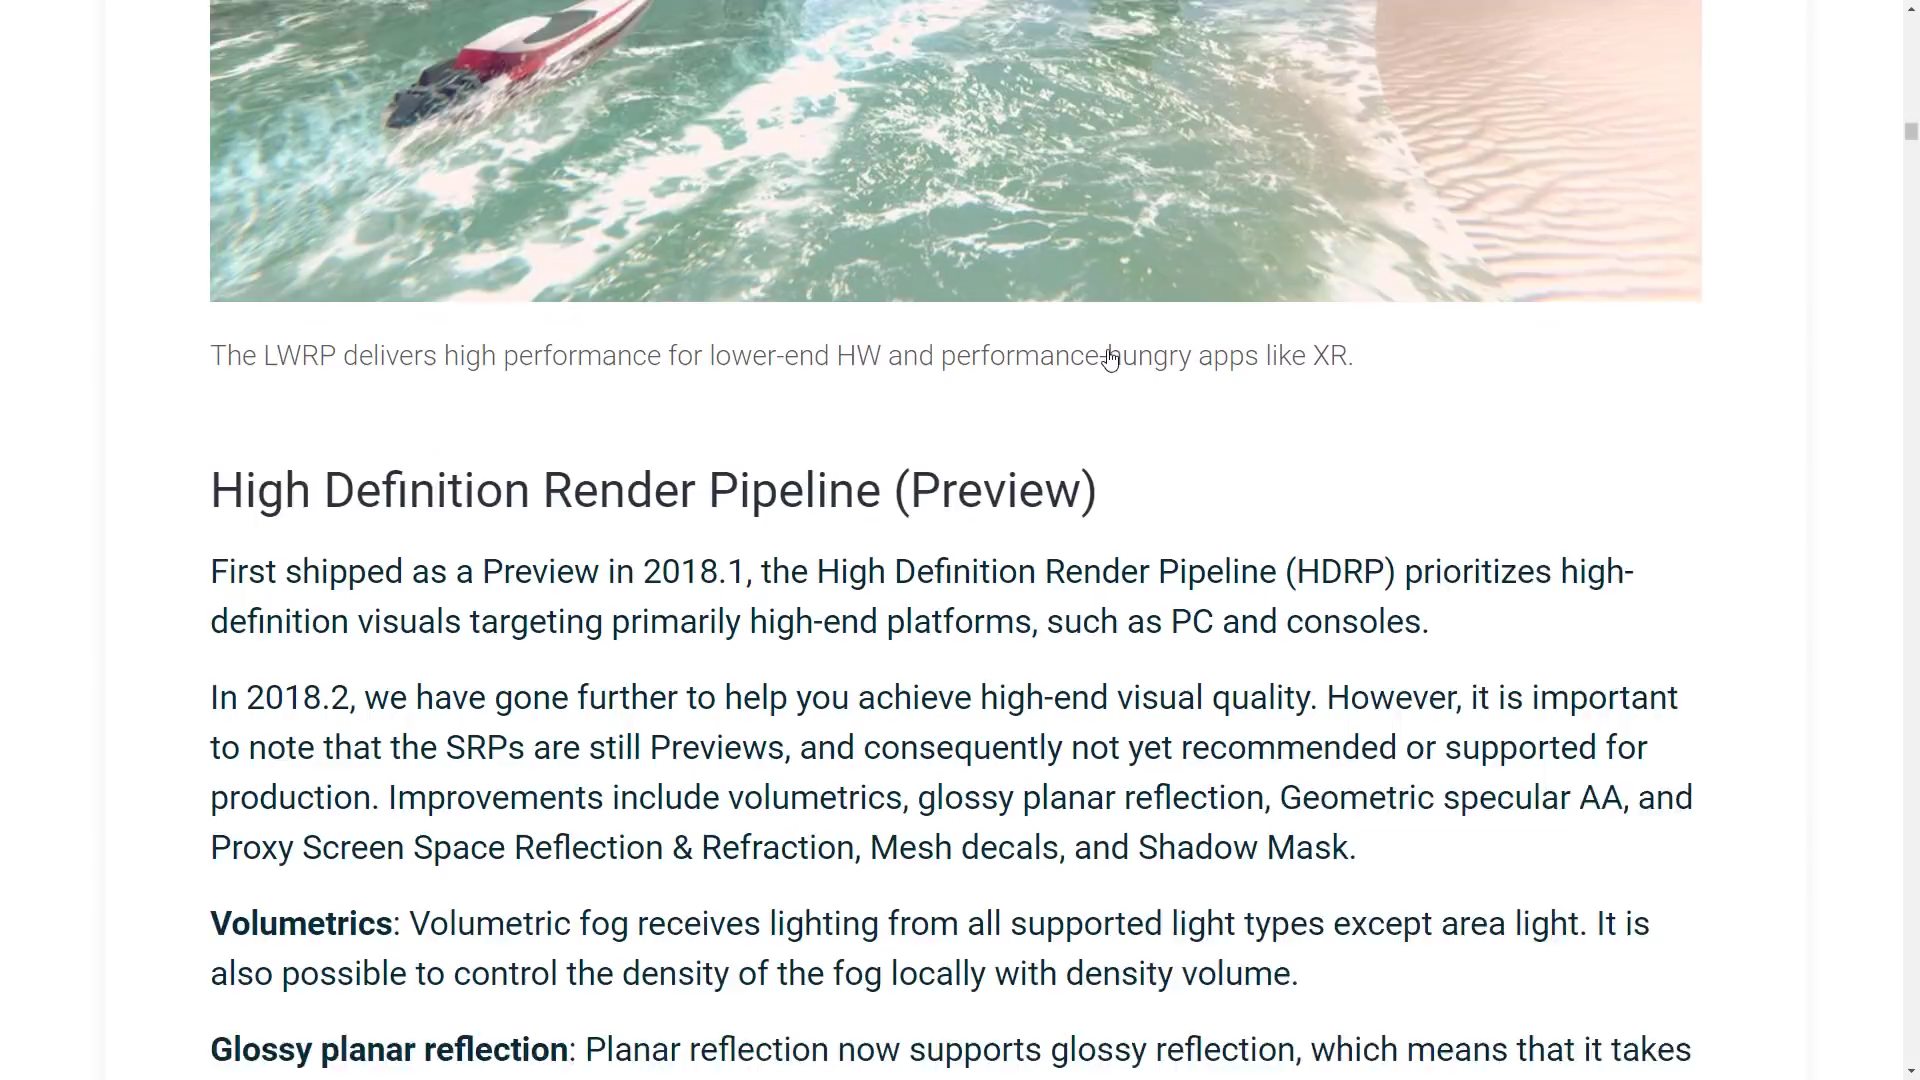 The LWRP delivers high performance for lower-end HW and performance-hungry apps like XR.
High Definition Render Pipeline (Preview)
First shipped as a Preview in 2018.1, the High Definition Render Pipeline (HDRP) prioritizes high-
definition visuals targeting primarily high-end platforms, such as PC and consoles.
In 2018.2, we have gone further to help you achieve high-end visual quality. However, it is important
to note that the SRPs are still Previews, and consequently not yet recommended or supported for
production. Improvements include volumetrics, glossy planar reflection, Geometric specular AA, and
Proxy Screen Space Reflection & Refraction, Mesh decals, and Shadow Mask.
Volumetrics: Volumetric fog receives lighting from all supported light types except area light. It is
also possible to control the density of the fog locally with density volume.
Glossy planar reflection: Planar reflection now supports glossy reflection, which means that it takes